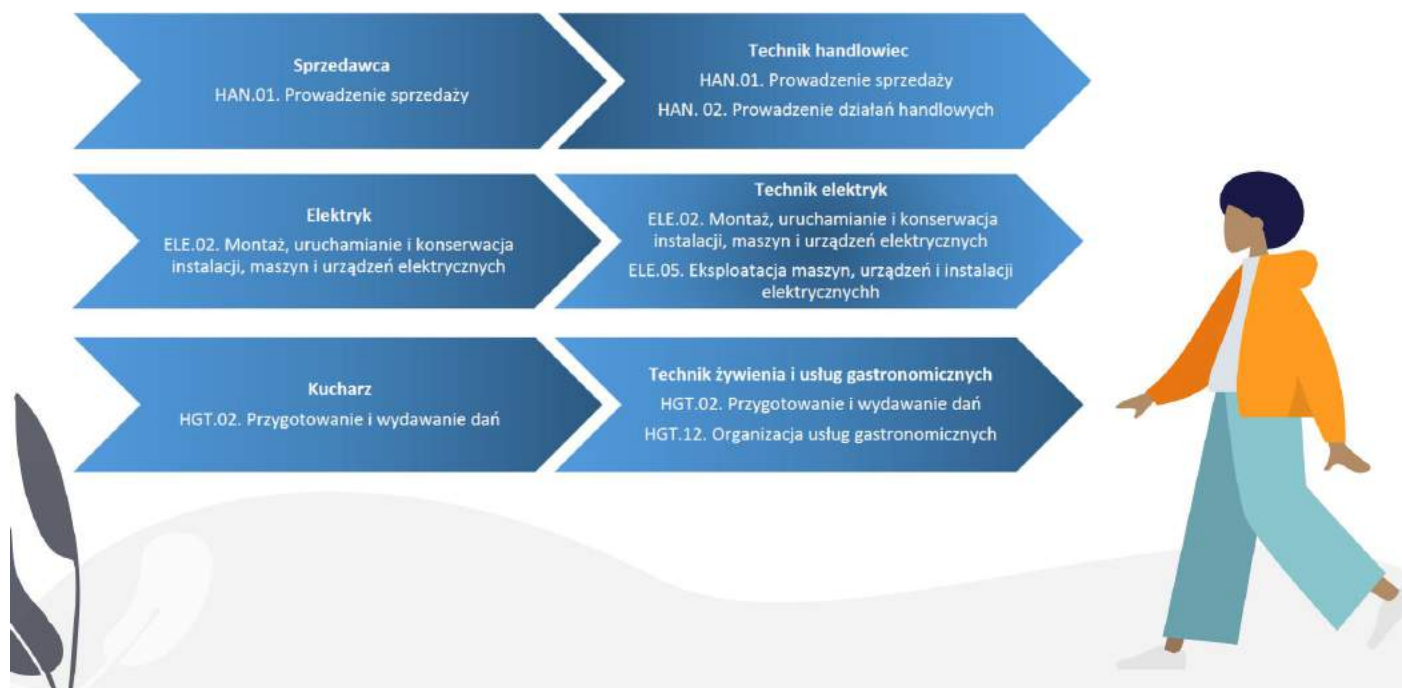 Sprzedawca
HAN.01. Prowadzenie sprzedaży
Technik handlowiec
HAN.01. Prowadzenie sprzedaży
HAN. 02. Prowadzenie działań handlowych
Elektryk
ELE.02. Montaż, uruchamianie i konserwacja
instalacji, maszyn i urządzeń elektrycznych
Technik elektryk
ELE.02. Montaż, uruchamianie i konserwacja
instalacji, maszyn i urządzeń elektrycznych
ELE.05. Eksploatacja maszyn, urządzeń i instalacji
elektrycznychh
Kucharz
HGT.02. Przygotowanie i wydawanie dań
Technik żywienia i usług gastronomicznych
HGT.02. Przygotowanie i wydawanie dań
HGT.12. Organizacja usług gastronomicznych